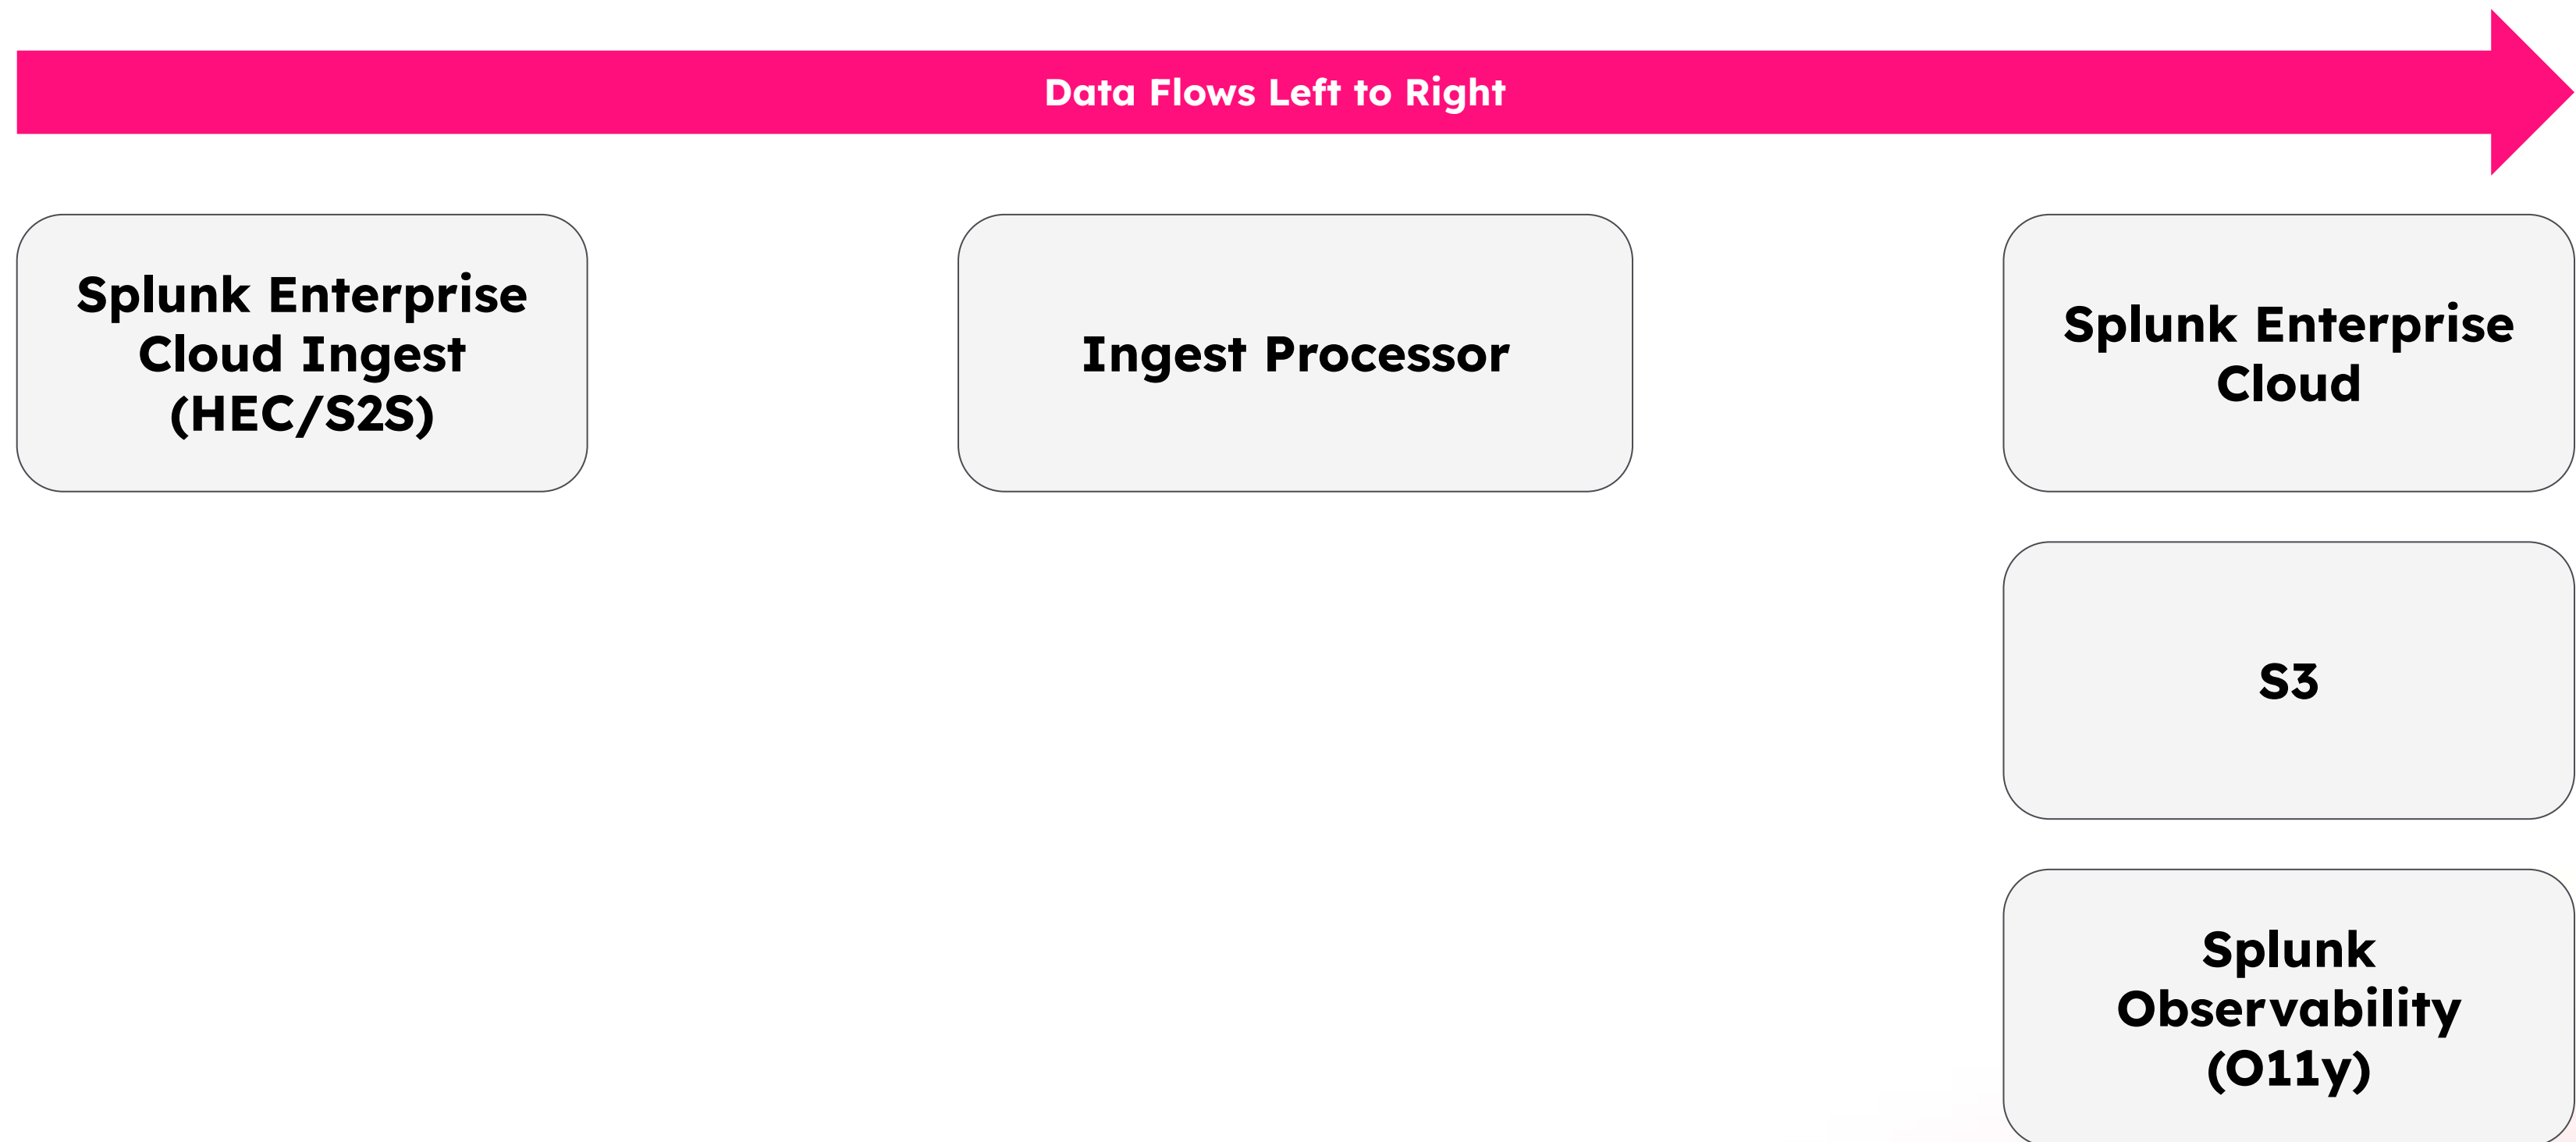 Data Flows Left to Right
Splunk Enterprise
Cloud Ingest
(HEC/S2S)
Ingest Processor
Splunk Enterprise
Cloud
S3
Splunk
Observability
(O11y)